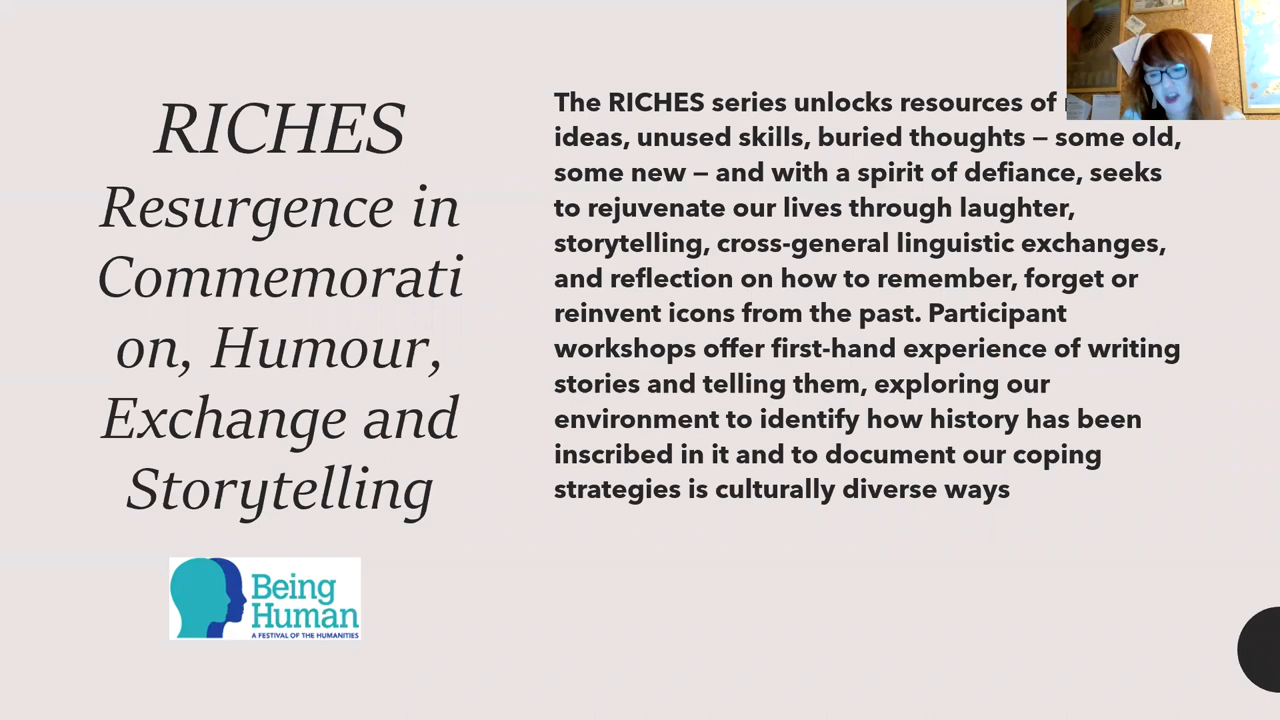 RICHES
Resurgence in
Commemorati
on, Humour,
Exchange and
Storytelling
The RICHES series unlocks resources of
ideas, unused skills, buried thoughts – some old,
some new – and with a spirit of defiance, seeks
to rejuvenate our lives through laughter,
storytelling, cross-general linguistic exchanges,
and reflection on how to remember, forget or
reinvent icons from the past. Participant
workshops offer first-hand experience of writing
stories and telling them, exploring our
environment to identify how history has been
inscribed in it and to document our coping
strategies is culturally diverse ways
Being
Human
A FESTIVAL OF THE HUMANITIES